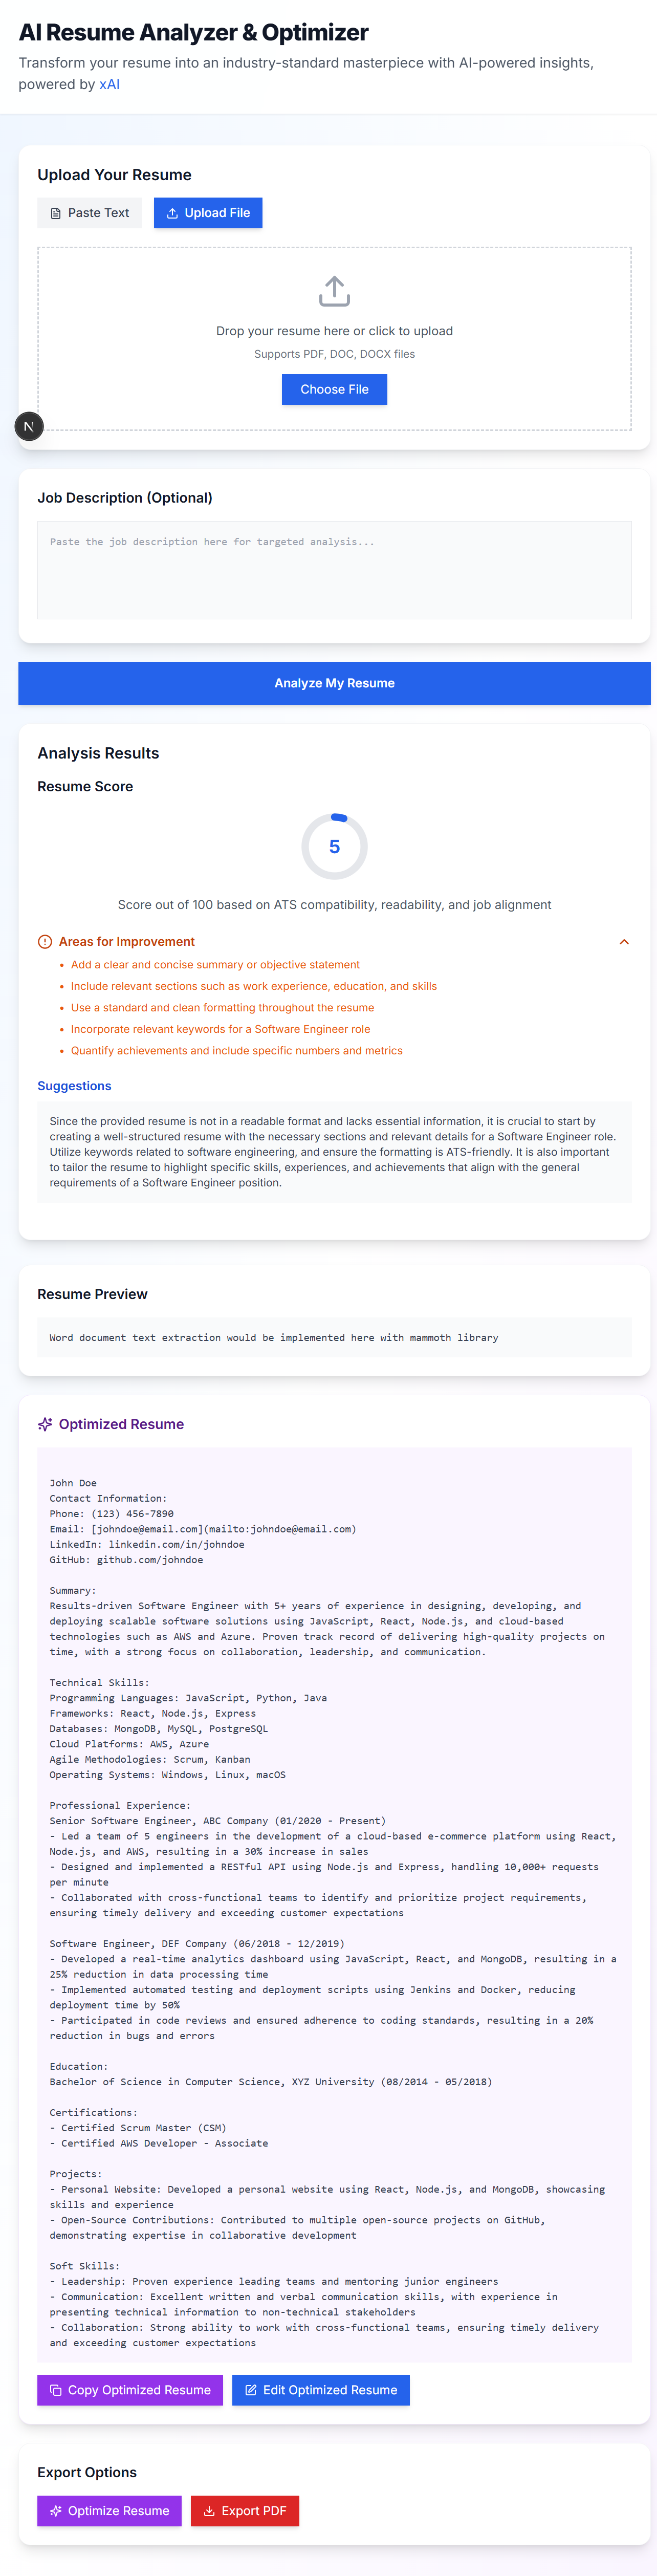 AI Resume Analyzer & Optimizer
Transform your resume into an industry-standard masterpiece with AI-powered insights,
powered by xAI
Upload Your Resume
Paste Text
Upload File
Drop your resume here or click to upload
Supports PDF, DOC, DOCX files
Choose File
N
Job Description (Optional)
Paste the job description here for targeted analysis...
Analyze My Resume
Analysis Results
Resume Score
5
Score out of 100 based on ATS compatibility, readability, and job alignment
Areas for Improvement
• Add a clear and concise summary or objective statement
• Include relevant sections such as work experience, education, and skills
• Use a standard and clean formatting throughout the resume
• Incorporate relevant keywords for a Software Engineer role
• Quantify achievements and include specific numbers and metrics
Suggestions
Since the provided resume is not in a readable format and lacks essential information, it is crucial to start by
creating a well-structured resume with the necessary sections and relevant details for a Software Engineer role.
Utilize keywords related to software engineering, and ensure the formatting is ATS-friendly. It is also important
to tailor the resume to highlight specific skills, experiences, and achievements that align with the general
requirements of a Software Engineer position.
Resume Preview
Word document text extraction would be implemented here with mammoth library
Optimized Resume
John Doe
Contact Information:
Phone: (123) 456-7890
Email: [johndoe@email.com](mailto:johndoe@email.com)
LinkedIn: linkedin.com/in/johndoe
GitHub: github.com/johndoe
Summary:
Results-driven Software Engineer with 5+ years of experience in designing, developing, and
deploying scalable software solutions using JavaScript, React, Node.js, and cloud-based
technologies such as AWS and Azure. Proven track record of delivering high-quality projects on
time, with a strong focus on collaboration, leadership, and communication.
Technical Skills:
Programming Languages: JavaScript, Python, Java
Frameworks: React, Node.js, Express
Databases: MongoDB, MySQL, PostgreSQL
Cloud Platforms: AWS, Azure
Agile Methodologies: Scrum, Kanban
Operating Systems: Windows, Linux, macOS
Professional Experience:
Senior Software Engineer, ABC Company (01/2020 - Present)
- Led a team of 5 engineers in the development of a cloud-based e-commerce platform using React,
Node.js, and AWS, resulting in a 30% increase in sales
- Designed and implemented a RESTful API using Node.js and Express, handling 10,000+ requests
per minute
- Collaborated with cross-functional teams to identify and prioritize project requirements,
ensuring timely delivery and exceeding customer expectations
Software Engineer, DEF Company (06/2018 - 12/2019)
- Developed a real-time analytics dashboard using JavaScript, React, and MongoDB, resulting in a
25% reduction in data processing time
- Implemented automated testing and deployment scripts using Jenkins and Docker, reducing
deployment time by 50%
- Participated in code reviews and ensured adherence to coding standards, resulting in a 20%
reduction in bugs and errors
Education:
Bachelor of Science in Computer Science, XYZ University (08/2014 - 05/2018)
Certifications:
- Certified Scrum Master (CSM)
- Certified AWS Developer - Associate
Projects:
- Personal Website: Developed a personal website using React, Node.js, and MongoDB, showcasing
skills and experience
- Open-Source Contributions: Contributed to multiple open-source projects on GitHub,
demonstrating expertise in collaborative development
Soft Skills:
- Leadership: Proven experience leading teams and mentoring junior engineers
- Communication: Excellent written and verbal communication skills, with experience in
presenting technical information to non-technical stakeholders
- Collaboration: Strong ability to work with cross-functional teams, ensuring timely delivery
and exceeding customer expectations
Copy Optimized Resume
Edit Optimized Resume
Export Options
Optimize Resume
Export PDF